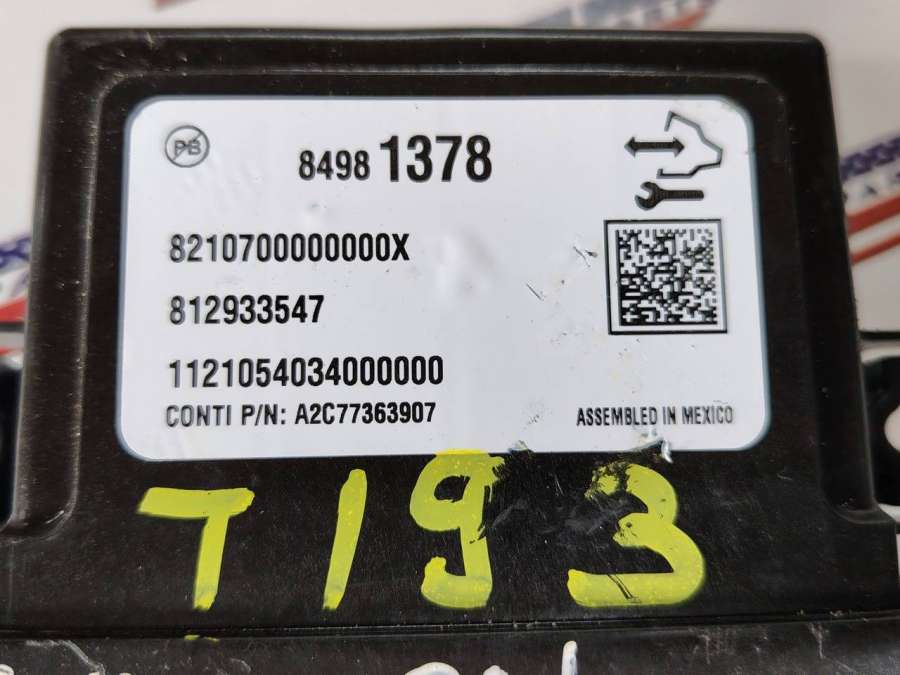 PB
8498 1378
8210700000000X
812933547
1121054034000000
CONTI P/N: A2C77363907
ASSEMBLED IN MEXICO
T193